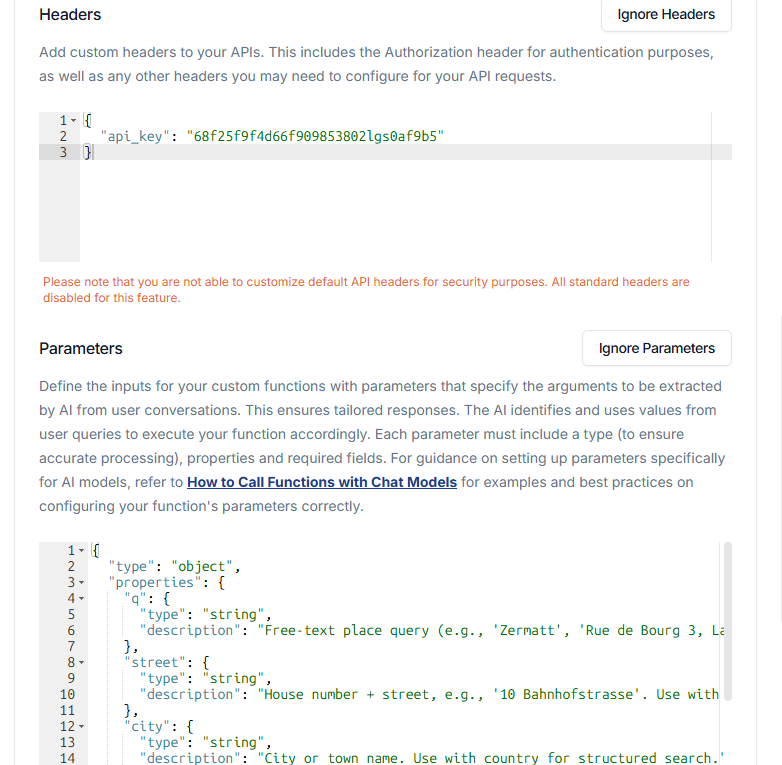 Headers
Ignore Headers
Add custom headers to your APIs. This includes the Authorization header for authentication purposes,
as well as any other headers you may need to configure for your API requests.
1 {
2 "api_key": "68f25f9f4d66f909853802lgs0af9b5"
3 }
Please note that you are not able to customize default API headers for security purposes. All standard headers are
disabled for this feature.
Parameters
Ignore Parameters
Define the inputs for your custom functions with parameters that specify the arguments to be extracted
by AI from user conversations. This ensures tailored responses. The AI identifies and uses values from
user queries to execute your function accordingly. Each parameter must include a type (to ensure
accurate processing), properties and required fields. For guidance on setting up parameters specifically
for AI models, refer to How to Call Functions with Chat Models for examples and best practices on
configuring your function's parameters correctly.
1 {
2 "type": "object",
3 "properties": {
4 "q": {
5 "type": "string",
6 "description": "Free-text place query (e.g., 'Zermatt', 'Rue de Bourg 3, La
7 },
8 "street": {
9 "type": "string",
10 "description": "House number + street, e.g., '10 Bahnhofstrasse'. Use with
11 },
12 "city": {
13 "type": "string",
14 "description": "City or town name. Use with country for structured search."